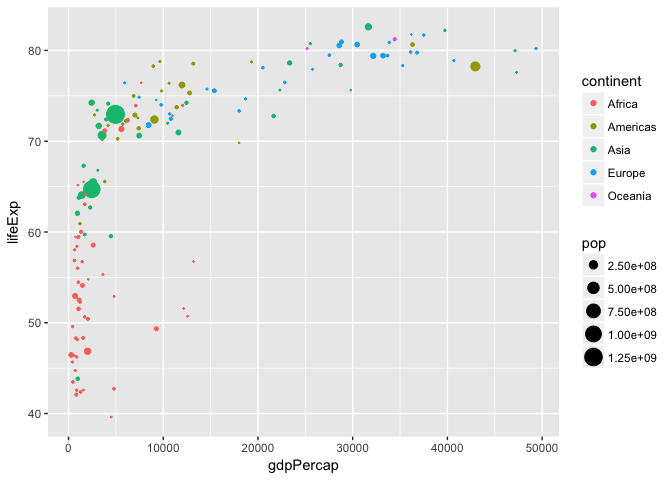 80
70
60
50
40
lifeExp
0
10000
20000
30000
40000
50000
gdpPercap
continent
Africa
Americas
Asia
Europe
Oceania
pop
2.50e+08
5.00e+08
7.50e+08
1.00e+09
1.25e+09